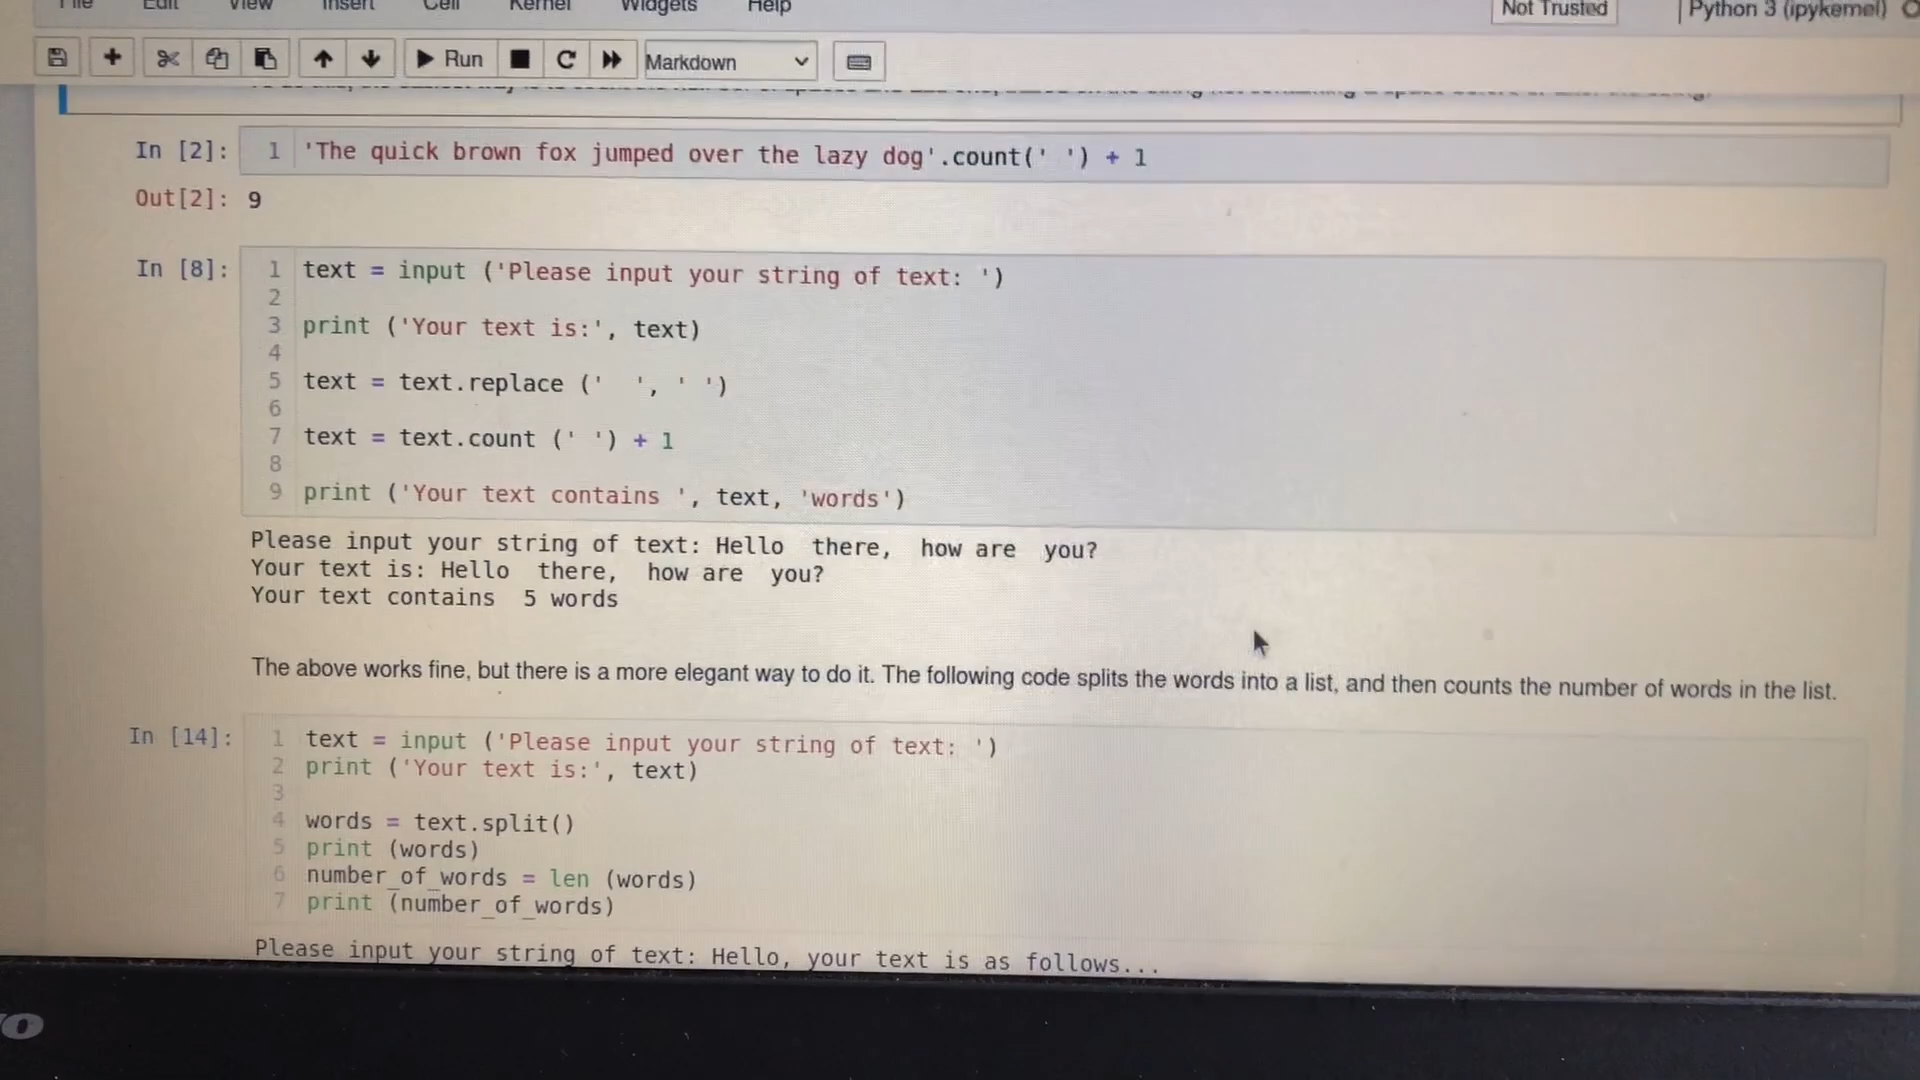 File Edit View Insert Cell Kernel Widgets Help Not Trusted | Python 3 (ipykernel)
Run Markdown
In [2]: 1 'The quick brown fox jumped over the lazy dog'.count(' ') + 1
Out[2]: 9
In [8]: 1 text = input ('Please input your string of text: ')
2
3 print ('Your text is:', text)
4
5 text = text.replace ('  ', ' ')
6
7 text = text.count (' ') + 1
8
9 print ('Your text contains ', text, 'words')
Please input your string of text: Hello  there,  how are  you?
Your text is: Hello  there,  how are  you?
Your text contains  5 words
The above works fine, but there is a more elegant way to do it. The following code splits the words into a list, and then counts the number of words in the list.
In [14]: 1 text = input ('Please input your string of text: ')
2 print ('Your text is:', text)
3
4 words = text.split()
5 print (words)
6 number_of_words = len (words)
7 print (number_of_words)
Please input your string of text: Hello, your text is as follows...